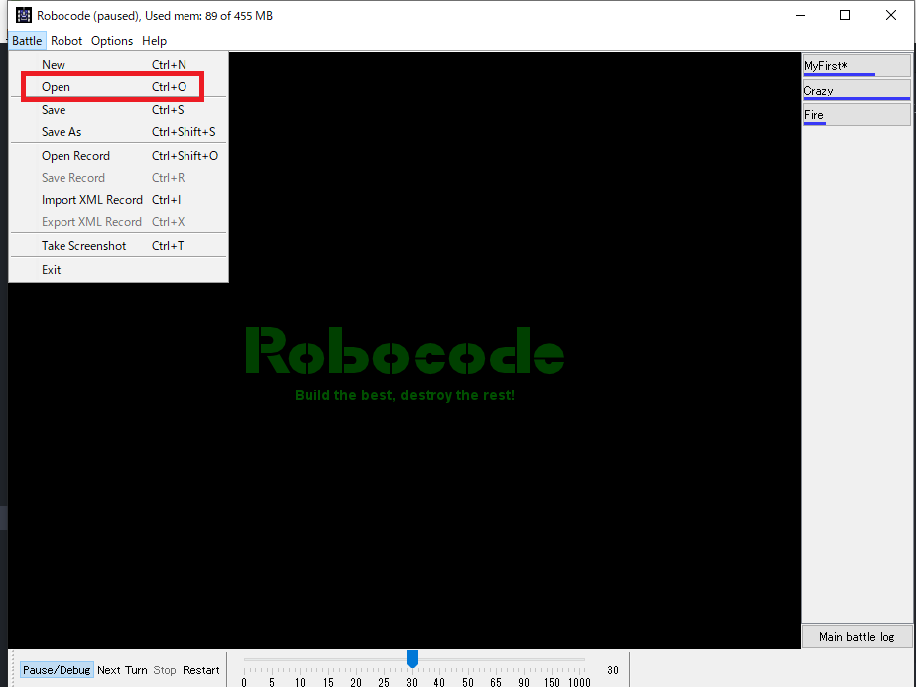 Robocode (paused), Used mem: 89 of 455 MB
Battle Robot Options Help
New Ctrl+N
Open Ctrl+O
Save Ctrl+S
Save As Ctrl+Shift+S
Open Record Ctrl+Shift+O
Save Record Ctrl+R
Import XML Record Ctrl+I
Export XML Record Ctrl+X
Take Screenshot Ctrl+T
Exit
MyFirst*
Crazy
Fire
Robocode
Build the best, destroy the rest!
Main battle log
Pause/Debug Next Turn Stop Restart
30
0 5 10 15 20 25 30 40 50 65 90 150 1000